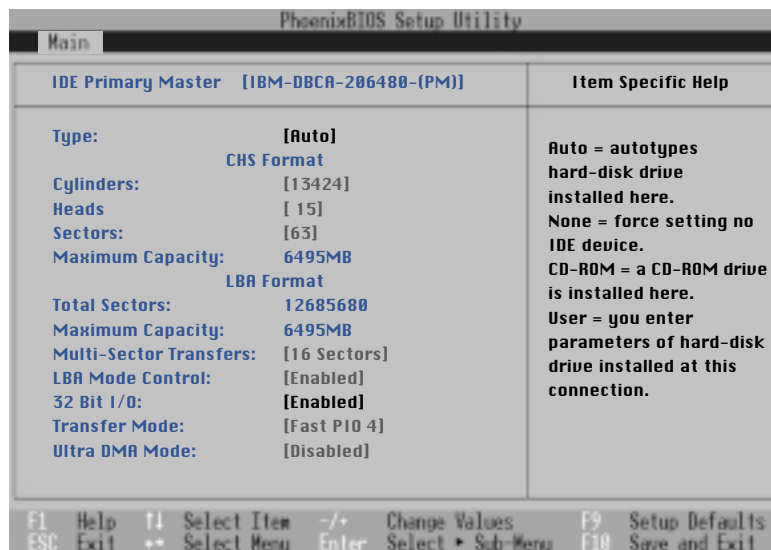 PhoenixBIOS Setup Utility
Main
IDE Primary Master [IBM-DBCA-206480-(PM)]
Item Specific Help
Type: [Auto]
CHS Format
Cylinders: [13424]
Heads [ 15]
Sectors: [63]
Maximum Capacity: 6495MB
LBA Format
Total Sectors: 12685680
Maximum Capacity: 6495MB
Multi-Sector Transfers: [16 Sectors]
LBA Mode Control: [Enabled]
32 Bit I/O: [Enabled]
Transfer Mode: [Fast PIO 4]
Ultra DMA Mode: [Disabled]
Auto = autotypes
hard-disk drive
installed here.
None = force setting no
IDE device.
CD-ROM = a CD-ROM drive
is installed here.
User = you enter
parameters of hard-disk
drive installed at this
connection.
F1 Help ↑↓ Select Item -/+ Change Values F9 Setup Defaults
ESC Exit ↔ Select Menu Enter Select ▸ Sub-Menu F10 Save and Exit